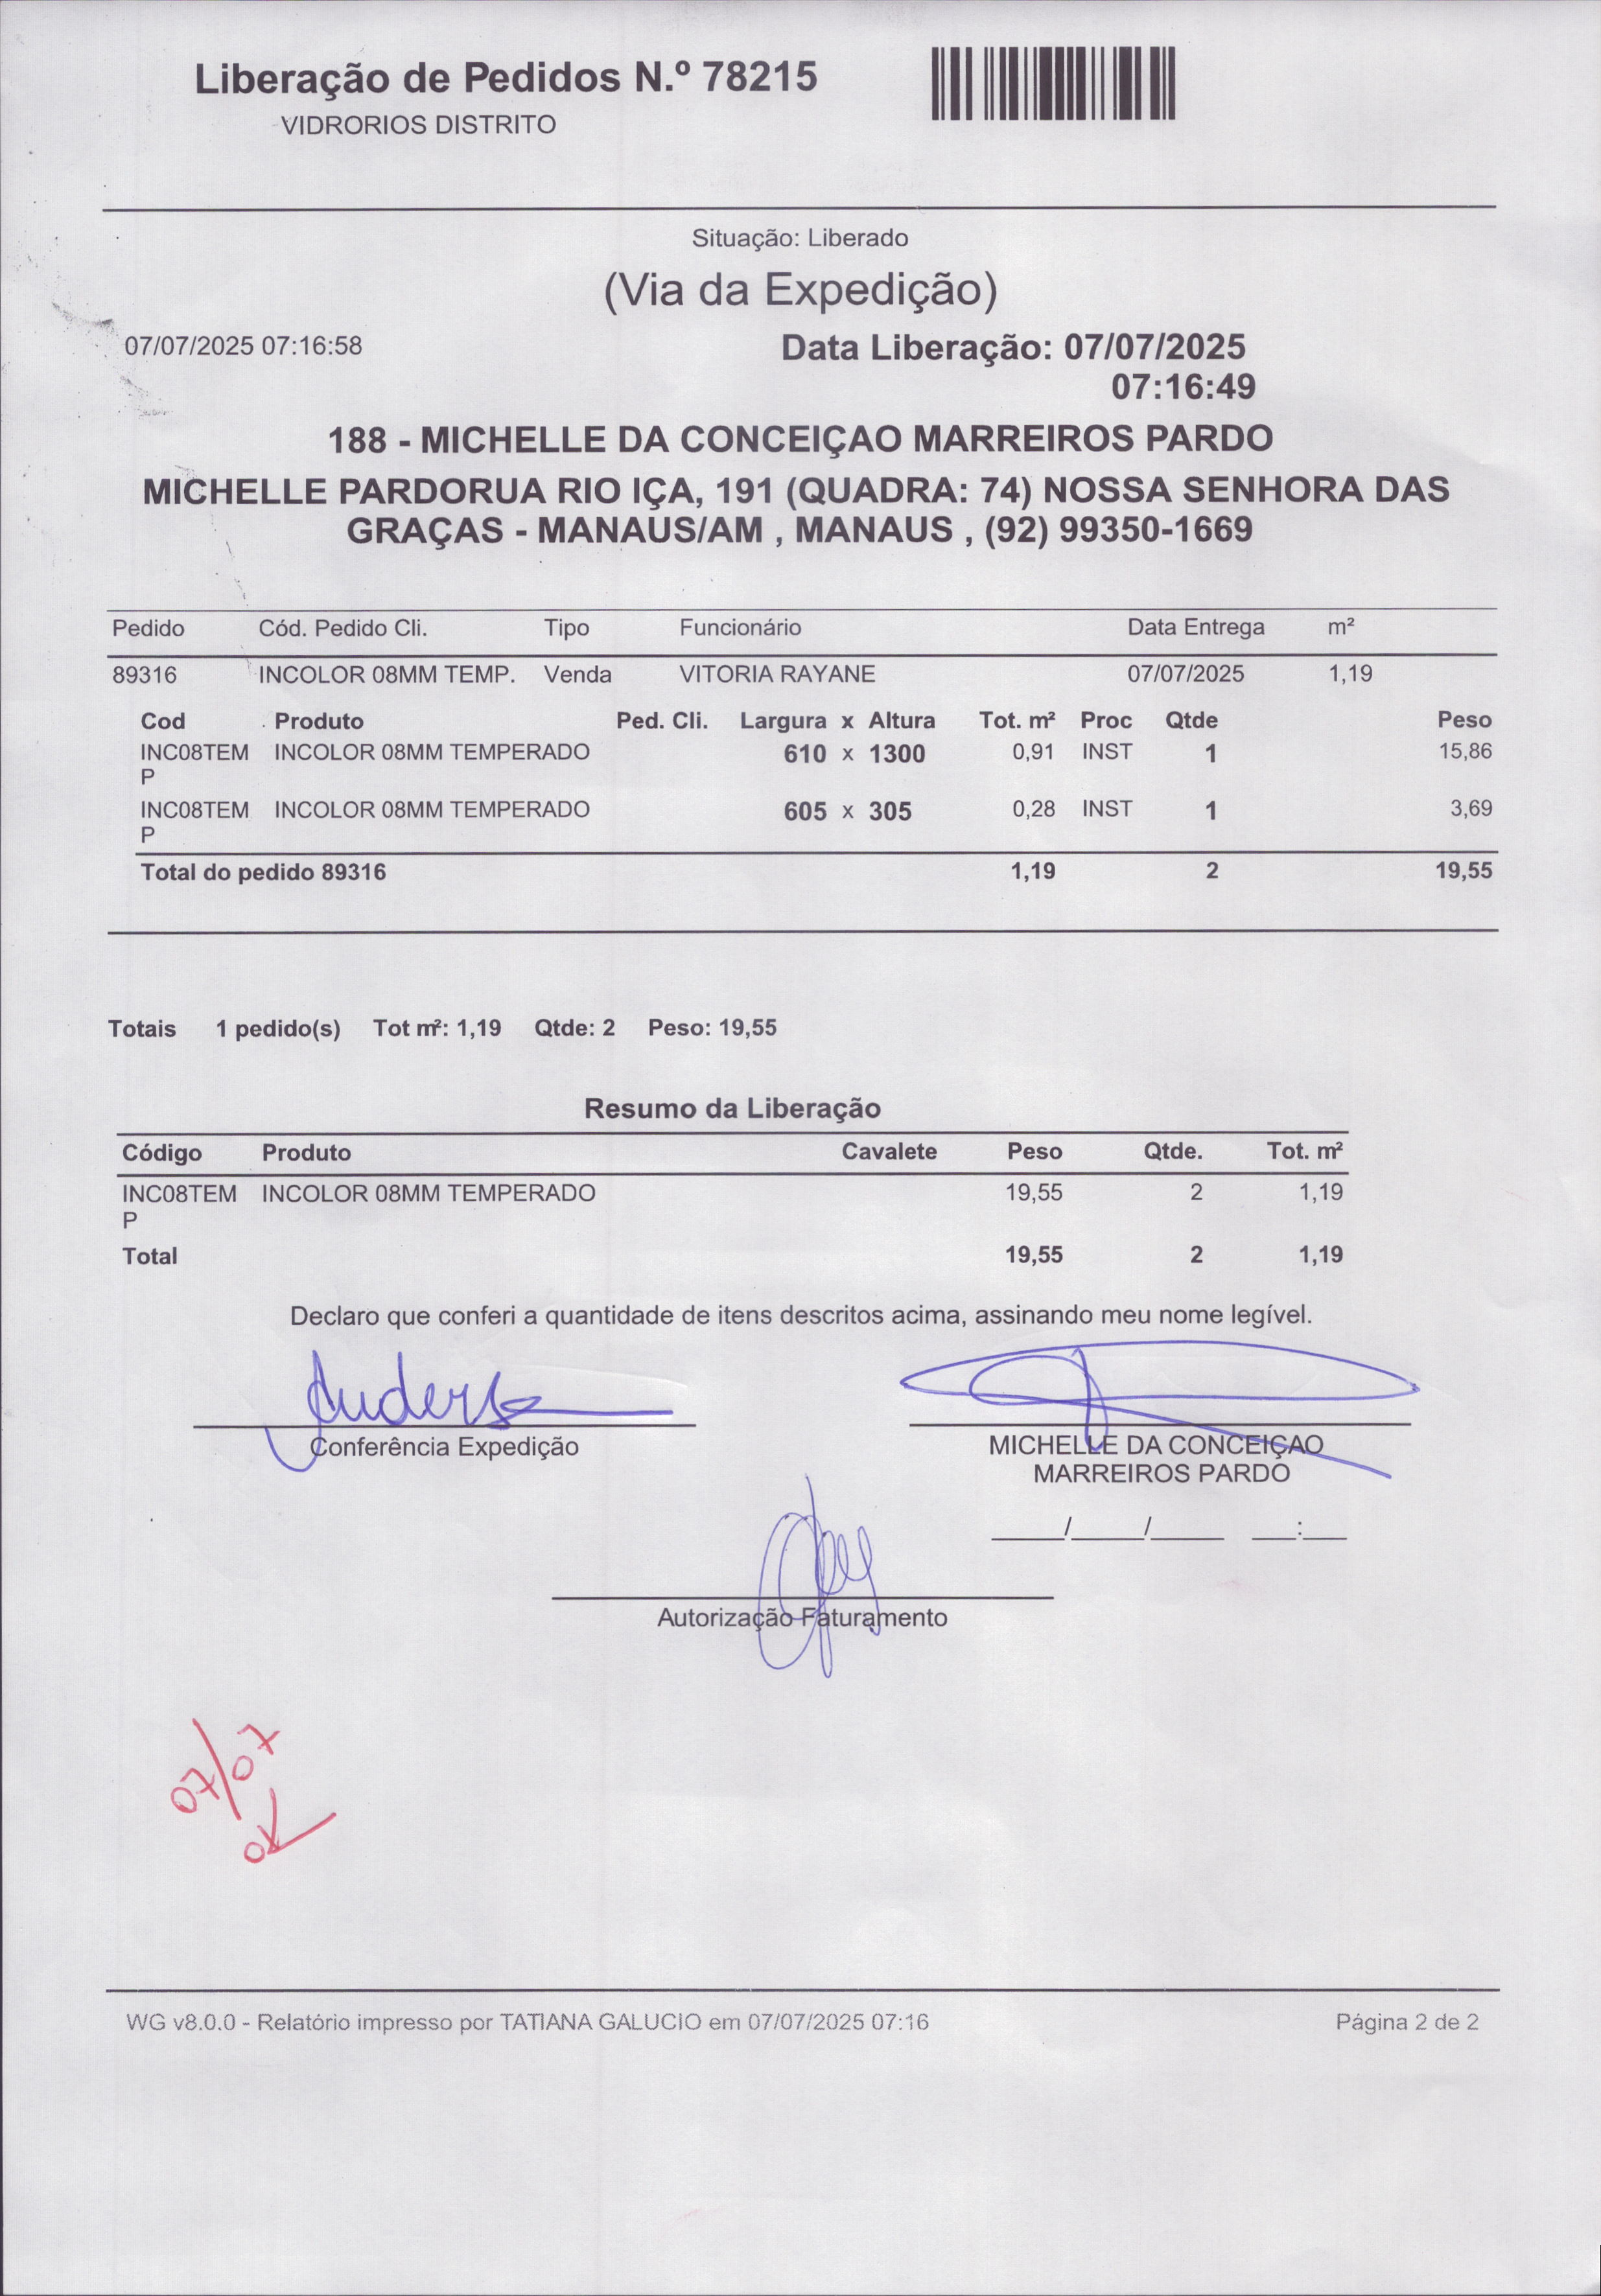 Liberação de Pedidos N.º 78215
VIDRORIOS DISTRITO
Situação: Liberado
(Via da Expedição)
07/07/2025 07:16:58 Data Liberação: 07/07/2025
07:16:49
188 - MICHELLE DA CONCEIÇAO MARREIROS PARDO
MICHELLE PARDORUA RIO IÇA, 191 (QUADRA: 74) NOSSA SENHORA DAS
GRAÇAS - MANAUS/AM , MANAUS , (92) 99350-1669
Pedido Cód. Pedido Cli. Tipo Funcionário Data Entrega m²
89316 INCOLOR 08MM TEMP. Venda VITORIA RAYANE 07/07/2025 1,19
Cod Produto Ped. Cli. Largura x Altura Tot. m² Proc Qtde Peso
INC08TEM INCOLOR 08MM TEMPERADO 610 x 1300 0,91 INST 1 15,86
P
INC08TEM INCOLOR 08MM TEMPERADO 605 x 305 0,28 INST 1 3,69
P
Total do pedido 89316 1,19 2 19,55
Totais 1 pedido(s) Tot m²: 1,19 Qtde: 2 Peso: 19,55
Resumo da Liberação
Código Produto Cavalete Peso Qtde. Tot. m²
INC08TEM INCOLOR 08MM TEMPERADO 19,55 2 1,19
P
Total 19,55 2 1,19
Declaro que conferi a quantidade de itens descritos acima, assinando meu nome legível.
Conferência Expedição
MICHELLE DA CONCEIÇAO
MARREIROS PARDO
____/____/____ __:__
Autorização Faturamento
07/07
OK
WG v8.0.0 - Relatório impresso por TATIANA GALUCIO em 07/07/2025 07:16 Página 2 de 2